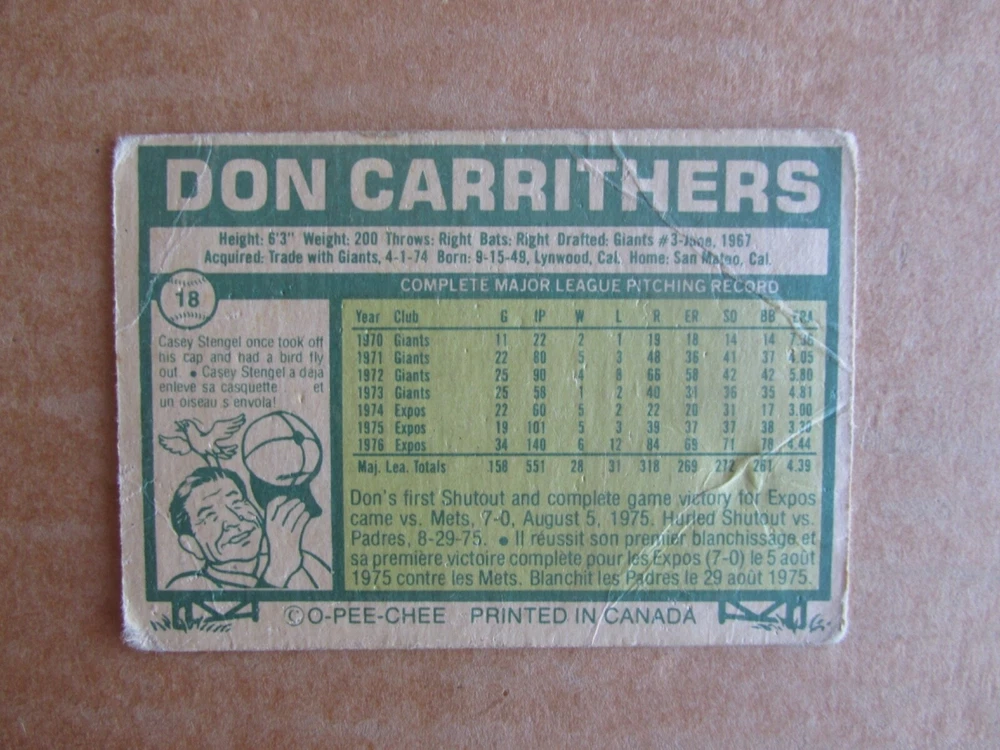 DON CARRITHERS
Height: 6'3" Weight: 200 Throws: Right Bats: Right Drafted: Giants #3-June, 1967
Acquired: Trade with Giants, 4-1-74 Born: 9-15-49, Lynwood, Cal. Home: San Mateo, Cal.
18
COMPLETE MAJOR LEAGUE PITCHING RECORD
Casey Stengel once took off
his cap and had a bird fly
out. • Casey Stengel a déja
enlevé sa casquette et
un oiseau s envola!
Year Club G IP W L R ER SO BB ERA
1970 Giants 11 22 2 1 19 18 14 14 7.36
1971 Giants 22 80 5 3 48 36 41 37 4.05
1972 Giants 25 90 4 8 66 58 42 42 5.80
1973 Giants 25 58 1 2 40 31 36 35 4.81
1974 Expos 22 60 5 2 22 20 31 17 3.00
1975 Expos 19 101 5 3 39 37 37 38 3.30
1976 Expos 34 140 6 12 84 69 71 78 4.44
Maj. Lea. Totals 158 551 28 31 318 269 272 261 4.39
Don's first Shutout and complete game victory for Expos
came vs. Mets, 7-0, August 5, 1975. Hurled Shutout vs.
Padres, 8-29-75. • Il réussit son premier blanchissage et
sa première victoire complète pour les Expos (7-0) le 5 août
1975 contre les Mets. Blanchit les Padres le 29 août 1975.
© O-PEE-CHEE PRINTED IN CANADA